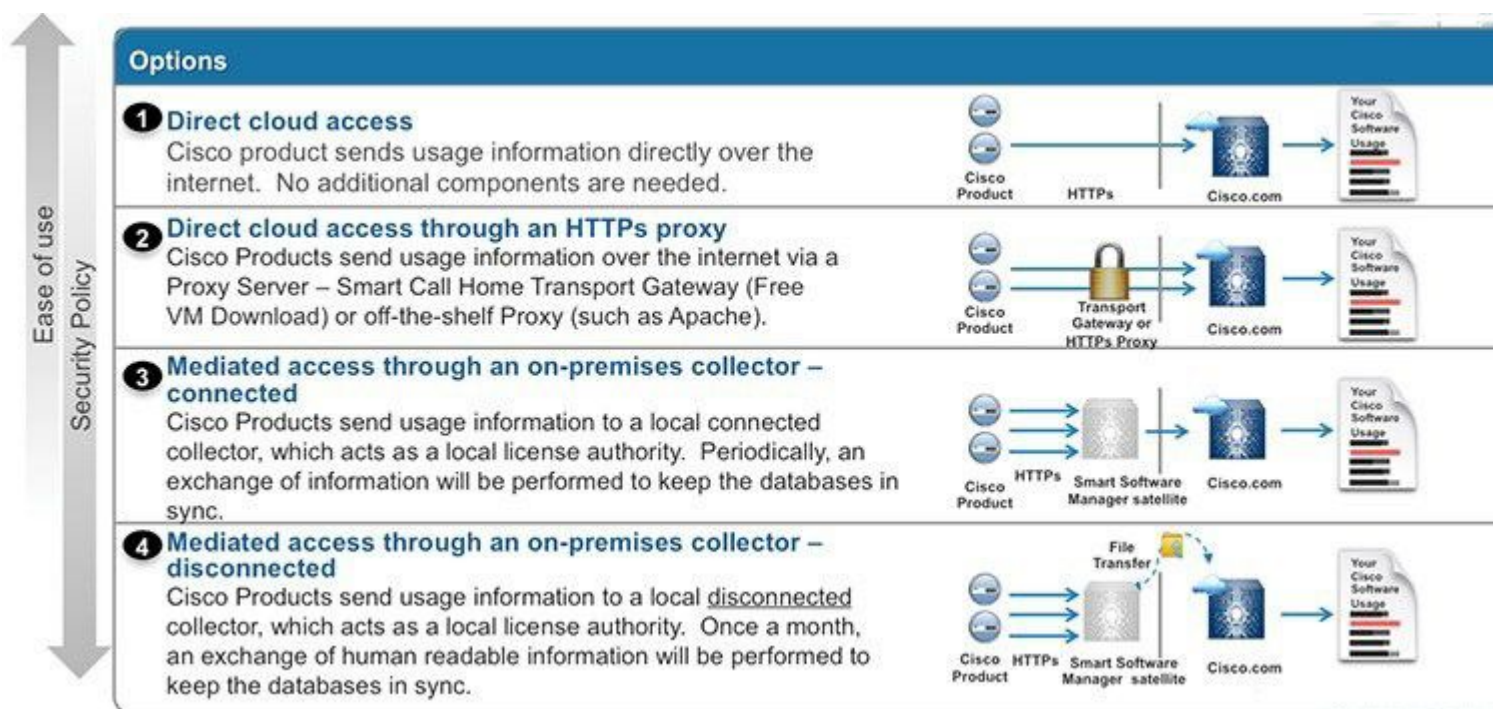 Ease of use
Security Policy
Options
1 Direct cloud access
Cisco product sends usage information directly over the
internet. No additional components are needed.
Cisco
Product
HTTPs
Cisco.com
Your
Cisco
Software
Usage
2 Direct cloud access through an HTTPs proxy
Cisco Products send usage information over the internet via a
Proxy Server – Smart Call Home Transport Gateway (Free
VM Download) or off-the-shelf Proxy (such as Apache).
Cisco
Product
Transport
Gateway or
HTTPs Proxy
Cisco.com
Your
Cisco
Software
Usage
3 Mediated access through an on-premises collector –
connected
Cisco Products send usage information to a local connected
collector, which acts as a local license authority. Periodically, an
exchange of information will be performed to keep the databases in
sync.
Cisco
Product
HTTPs
Smart Software
Manager satellite
Cisco.com
Your
Cisco
Software
Usage
4 Mediated access through an on-premises collector –
disconnected
Cisco Products send usage information to a local disconnected
collector, which acts as a local license authority. Once a month,
an exchange of human readable information will be performed to
keep the databases in sync.
File
Transfer
Cisco
Product
HTTPs
Smart Software
Manager satellite
Cisco.com
Your
Cisco
Software
Usage